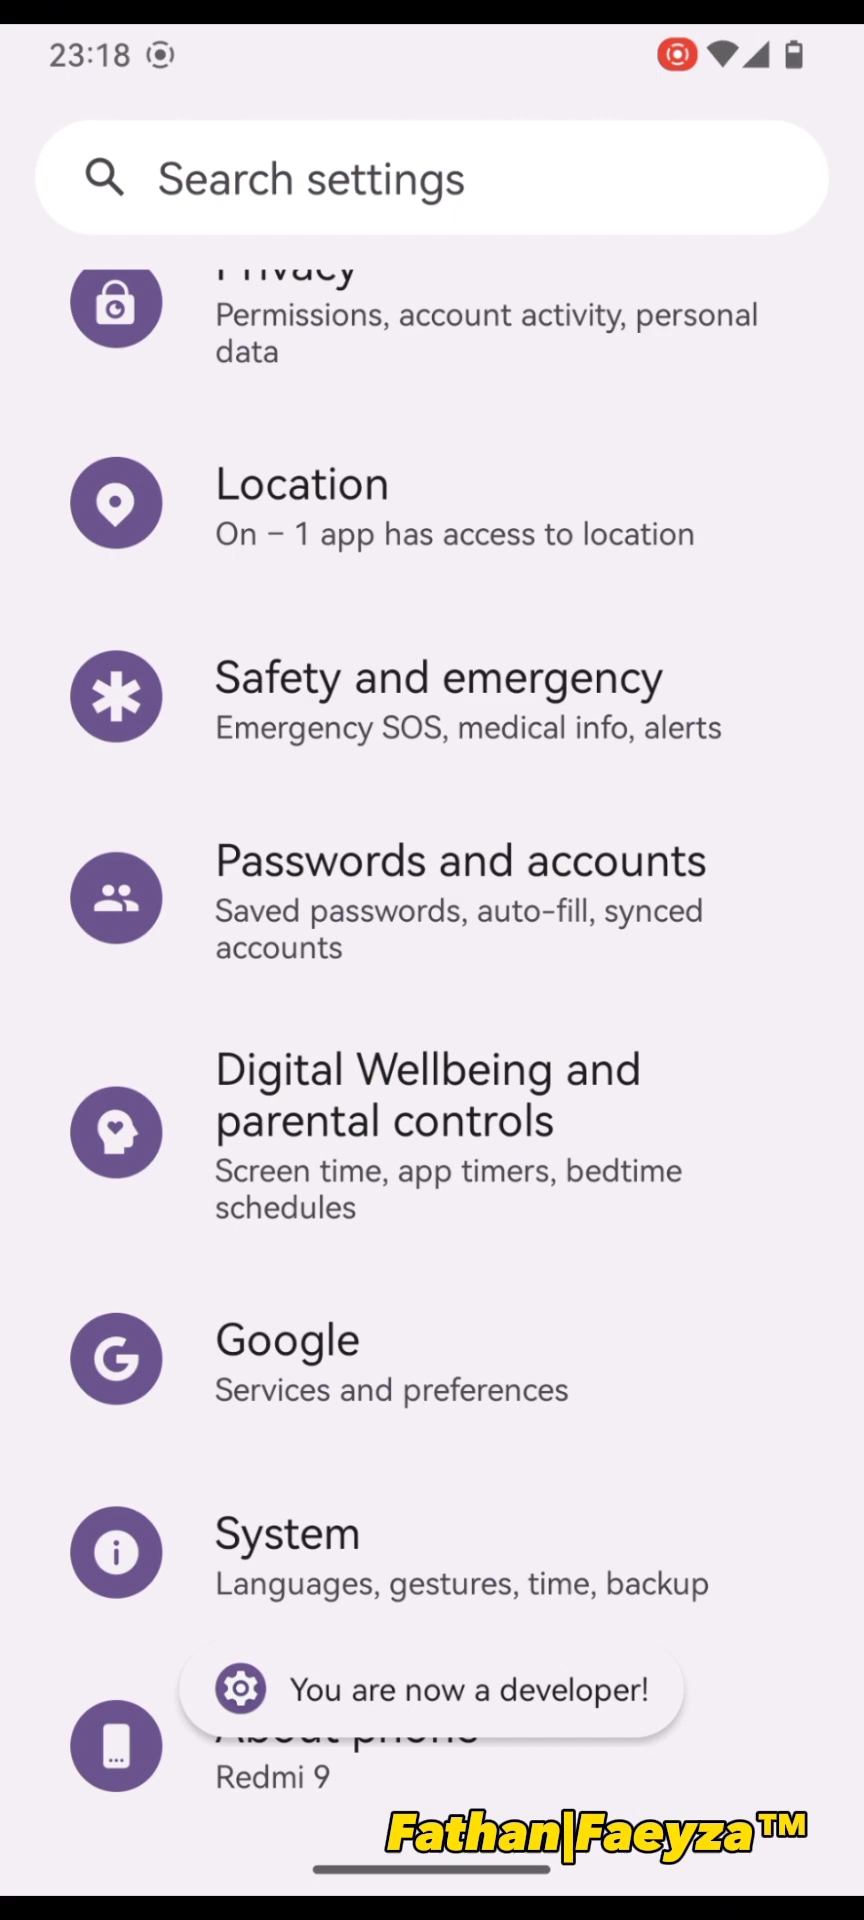 23:18
Search settings
Privacy
Permissions, account activity, personal
data
Location
On – 1 app has access to location
Safety and emergency
Emergency SOS, medical info, alerts
Passwords and accounts
Saved passwords, auto-fill, synced
accounts
Digital Wellbeing and
parental controls
Screen time, app timers, bedtime
schedules
Google
Services and preferences
System
Languages, gestures, time, backup
You are now a developer!
About phone
Redmi 9
Fathan|Faeyza™